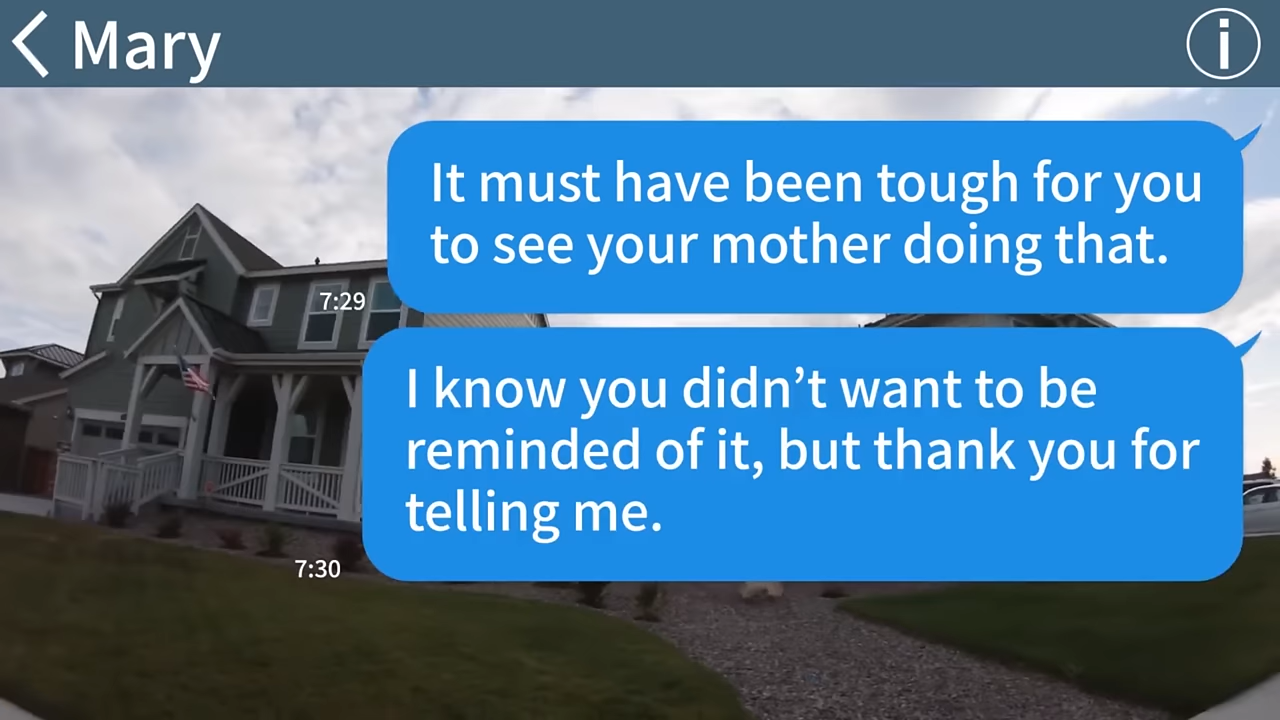 Mary
It must have been tough for you
to see your mother doing that.
7:29
I know you didn’t want to be
reminded of it, but thank you for
telling me.
7:30